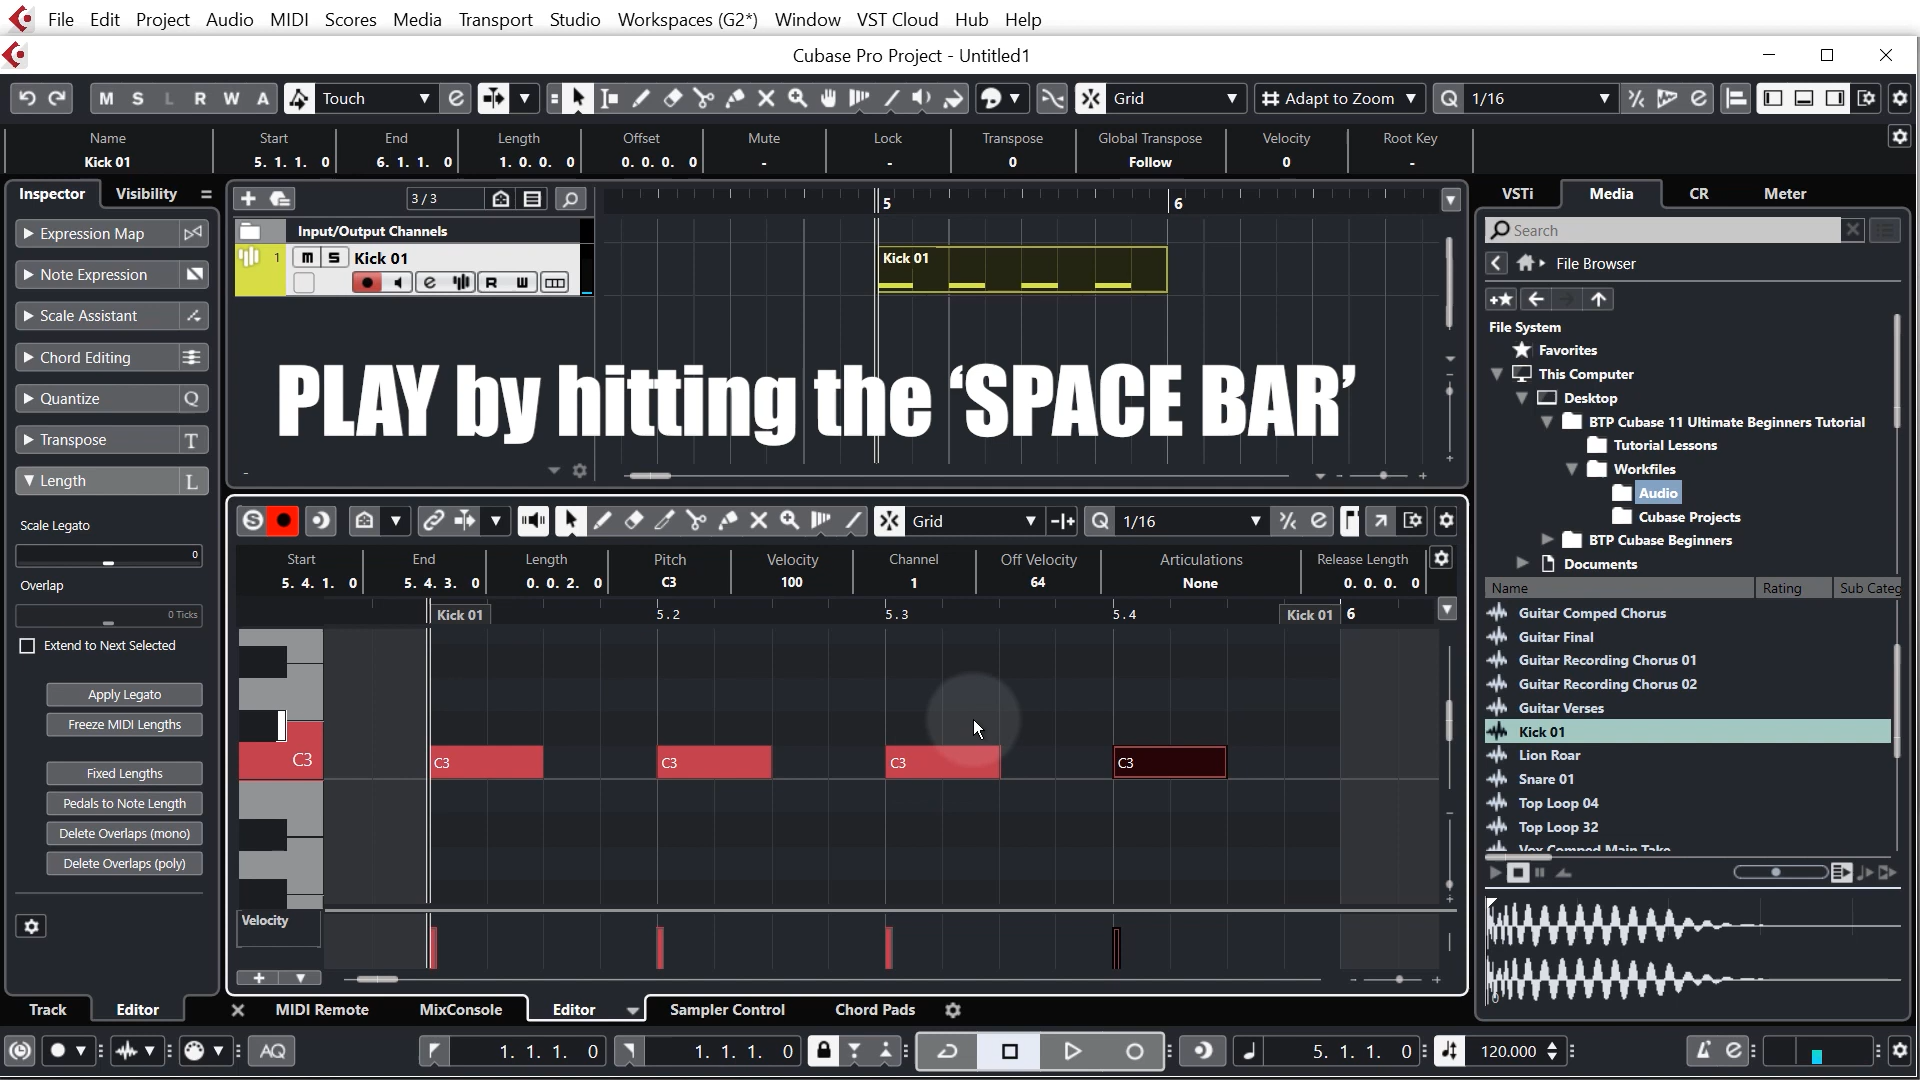 File Edit Project Audio MIDI Scores Media Transport Studio Workspaces (G2*) Window VST Cloud Hub Help
Cubase Pro Project - Untitled1
M S L R W A Touch Grid Adapt to Zoom Q 1/16
Name Start End Length Offset Mute Lock Transpose Global Transpose Velocity Root Key
Kick 01 5. 1. 1. 0 6. 1. 1. 0 1. 0. 0. 0 0. 0. 0. 0 - - 0 Follow 0 -
Inspector Visibility
Expression Map
Note Expression
Scale Assistant
Chord Editing
Quantize Q
Transpose T
Length L
Scale Legato
0
Overlap
0 Ticks
Extend to Next Selected
Apply Legato
Freeze MIDI Lengths
Fixed Lengths
Pedals to Note Length
Delete Overlaps (mono)
Delete Overlaps (poly)
Track Editor
3/3
5 6
Input/Output Channels
1 m S Kick 01
e R W
Kick 01
PLAY by hitting the ‘SPACE BAR’
S Grid Q 1/16
Start End Length Pitch Velocity Channel Off Velocity Articulations Release Length
5. 4. 1. 0 5. 4. 3. 0 0. 0. 2. 0 C3 100 1 64 None 0. 0. 0. 0
Kick 01 5.2 5.3 5.4 Kick 01 6
C3 C3 C3 C3 C3
Velocity
MIDI Remote MixConsole Editor Sampler Control Chord Pads
VSTi Media CR Meter
Search
File Browser
File System
Favorites
This Computer
Desktop
BTP Cubase 11 Ultimate Beginners Tutorial
Tutorial Lessons
Workfiles
Audio
Cubase Projects
BTP Cubase Beginners
Documents
Name Rating Sub Categ
Guitar Comped Chorus
Guitar Final
Guitar Recording Chorus 01
Guitar Recording Chorus 02
Guitar Verses
Kick 01
Lion Roar
Snare 01
Top Loop 04
Top Loop 32
Vox Comped Main Take
AQ 1. 1. 1. 0 1. 1. 1. 0 5. 1. 1. 0 120.000